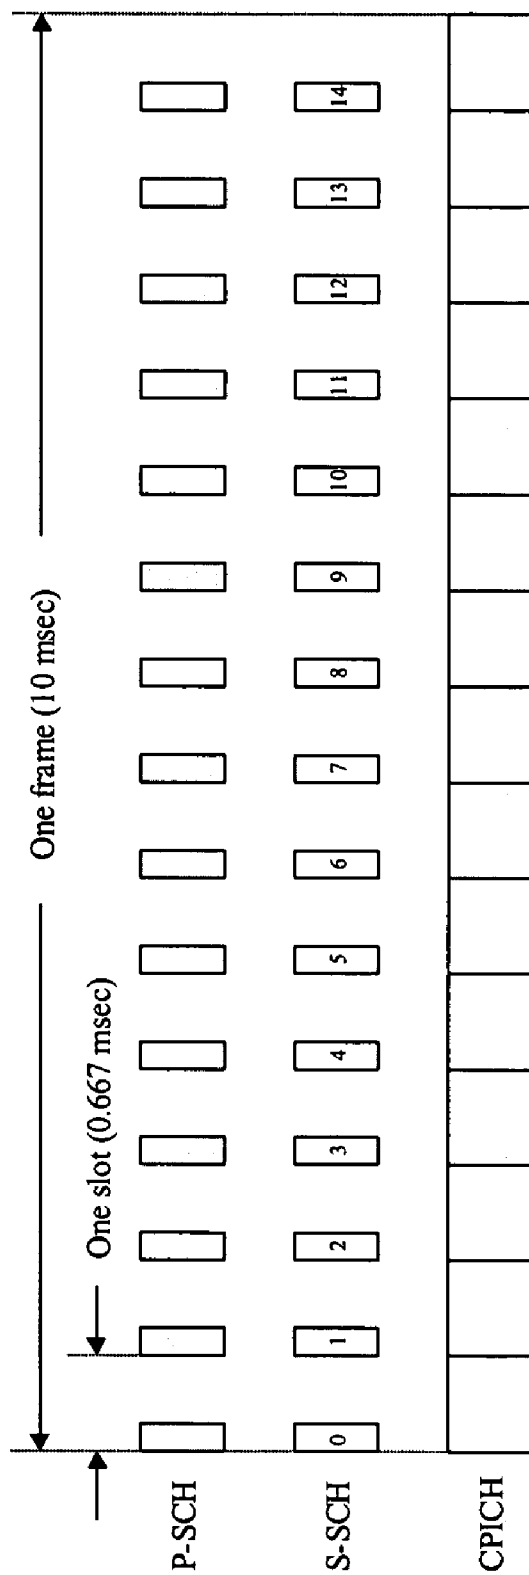 One frame (10 msec)
One slot (0.667 msec)
P-SCH
S-SCH
0 1 2 3 4 5 6 7 8 9 10 11 12 13 14
CPICH